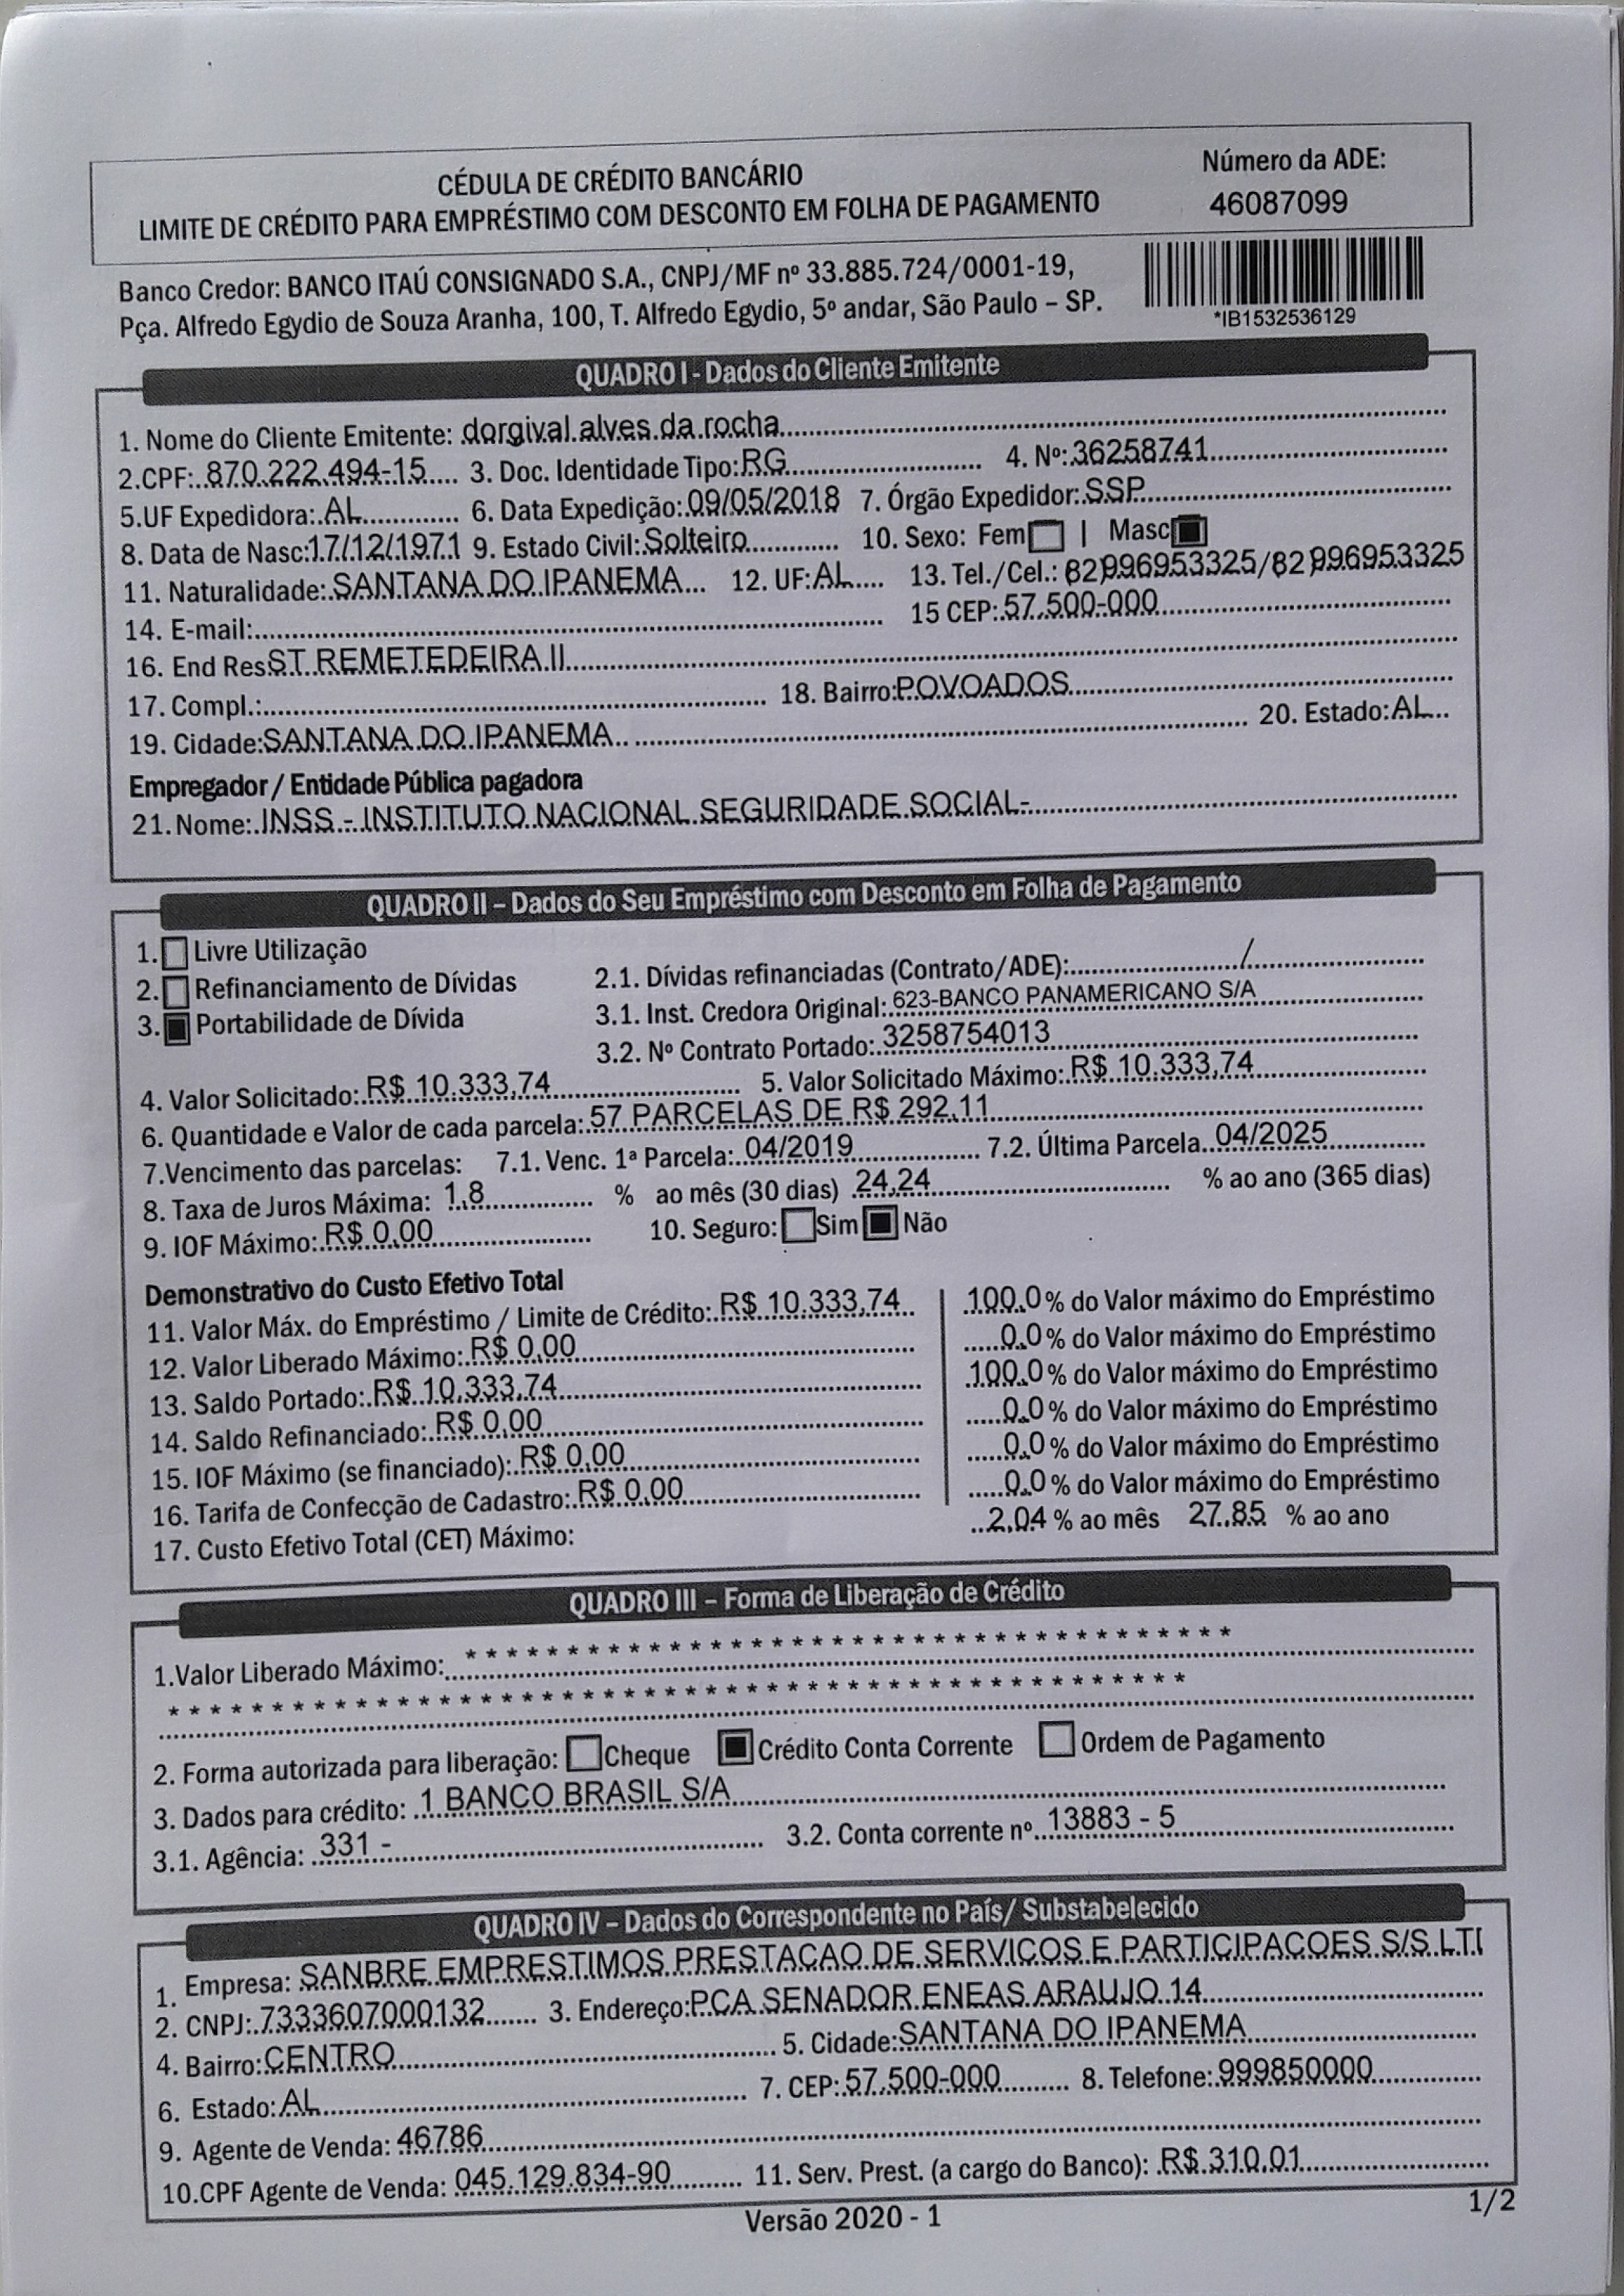 CÉDULA DE CRÉDITO BANCÁRIO
LIMITE DE CRÉDITO PARA EMPRÉSTIMO COM DESCONTO EM FOLHA DE PAGAMENTO
Número da ADE:
46087099
Banco Credor: BANCO ITAÚ CONSIGNADO S.A., CNPJ/MF nº 33.885.724/0001-19,
Pça. Alfredo Egydio de Souza Aranha, 100, T. Alfredo Egydio, 5º andar, São Paulo – SP.
*IB1532536129
QUADRO I - Dados do Cliente Emitente
1. Nome do Cliente Emitente: dorgival alves da rocha
2.CPF: 870.222.494-15 3. Doc. Identidade Tipo: RG 4. Nº: 36258741
5.UF Expedidora: AL 6. Data Expedição: 09/05/2018 7. Órgão Expedidor: SSP
8. Data de Nasc: 17/12/1971 9. Estado Civil: Solteiro 10. Sexo: Fem | Masc
11. Naturalidade: SANTANA DO IPANEMA 12. UF: AL 13. Tel./Cel.: 82996953325/82996953325
14. E-mail: 15 CEP: 57.500-000
16. End Res: ST REMETEDEIRA II
17. Compl.: 18. Bairro: POVOADOS
19. Cidade: SANTANA DO IPANEMA 20. Estado: AL
Empregador / Entidade Pública pagadora
21. Nome: INSS - INSTITUTO NACIONAL SEGURIDADE SOCIAL-
QUADRO II – Dados do Seu Empréstimo com Desconto em Folha de Pagamento
1. Livre Utilização
2. Refinanciamento de Dívidas 2.1. Dívidas refinanciadas (Contrato/ADE): /
3. Portabilidade de Dívida 3.1. Inst. Credora Original: 623-BANCO PANAMERICANO S/A
3.2. Nº Contrato Portado: 3258754013
4. Valor Solicitado: R$ 10.333,74 5. Valor Solicitado Máximo: R$ 10.333,74
6. Quantidade e Valor de cada parcela: 57 PARCELAS DE R$ 292,11
7.Vencimento das parcelas: 7.1. Venc. 1ª Parcela: 04/2019 7.2. Última Parcela 04/2025
8. Taxa de Juros Máxima: 1,8 % ao mês (30 dias) 24,24 % ao ano (365 dias)
9. IOF Máximo: R$ 0,00 10. Seguro: Sim Não
Demonstrativo do Custo Efetivo Total
11. Valor Máx. do Empréstimo / Limite de Crédito: R$ 10.333,74 100.0 % do Valor máximo do Empréstimo
12. Valor Liberado Máximo: R$ 0,00 0.0 % do Valor máximo do Empréstimo
13. Saldo Portado: R$ 10.333,74 100.0 % do Valor máximo do Empréstimo
14. Saldo Refinanciado: R$ 0,00 0.0 % do Valor máximo do Empréstimo
15. IOF Máximo (se financiado): R$ 0,00 0.0 % do Valor máximo do Empréstimo
16. Tarifa de Confecção de Cadastro: R$ 0,00 0.0 % do Valor máximo do Empréstimo
17. Custo Efetivo Total (CET) Máximo: 2,04 % ao mês 27,85 % ao ano
QUADRO III – Forma de Liberação de Crédito
1.Valor Liberado Máximo: * * * * * * * * * * * * * * * * * * * * * * * * * * * * * * * * * * * * * *
* * * * * * * * * * * * * * * * * * * * * * * * * * * * * * * * * * * * * * * * * * * * * * * * * *
2. Forma autorizada para liberação: Cheque Crédito Conta Corrente Ordem de Pagamento
3. Dados para crédito: 1 BANCO BRASIL S/A
3.1. Agência: 331 - 3.2. Conta corrente nº 13883 - 5
QUADRO IV – Dados do Correspondente no País/ Substabelecido
1. Empresa: SANBRE EMPRESTIMOS PRESTACAO DE SERVICOS E PARTICIPACOES S/S LT
2. CNPJ: 7333607000132 3. Endereço: PCA SENADOR ENEAS ARAUJO 14
4. Bairro: CENTRO 5. Cidade: SANTANA DO IPANEMA
6. Estado: AL 7. CEP: 57.500-000 8. Telefone: 999850000
9. Agente de Venda: 46786
10.CPF Agente de Venda: 045.129.834-90 11. Serv. Prest. (a cargo do Banco): R$ 310,01
Versão 2020 - 1
1/2